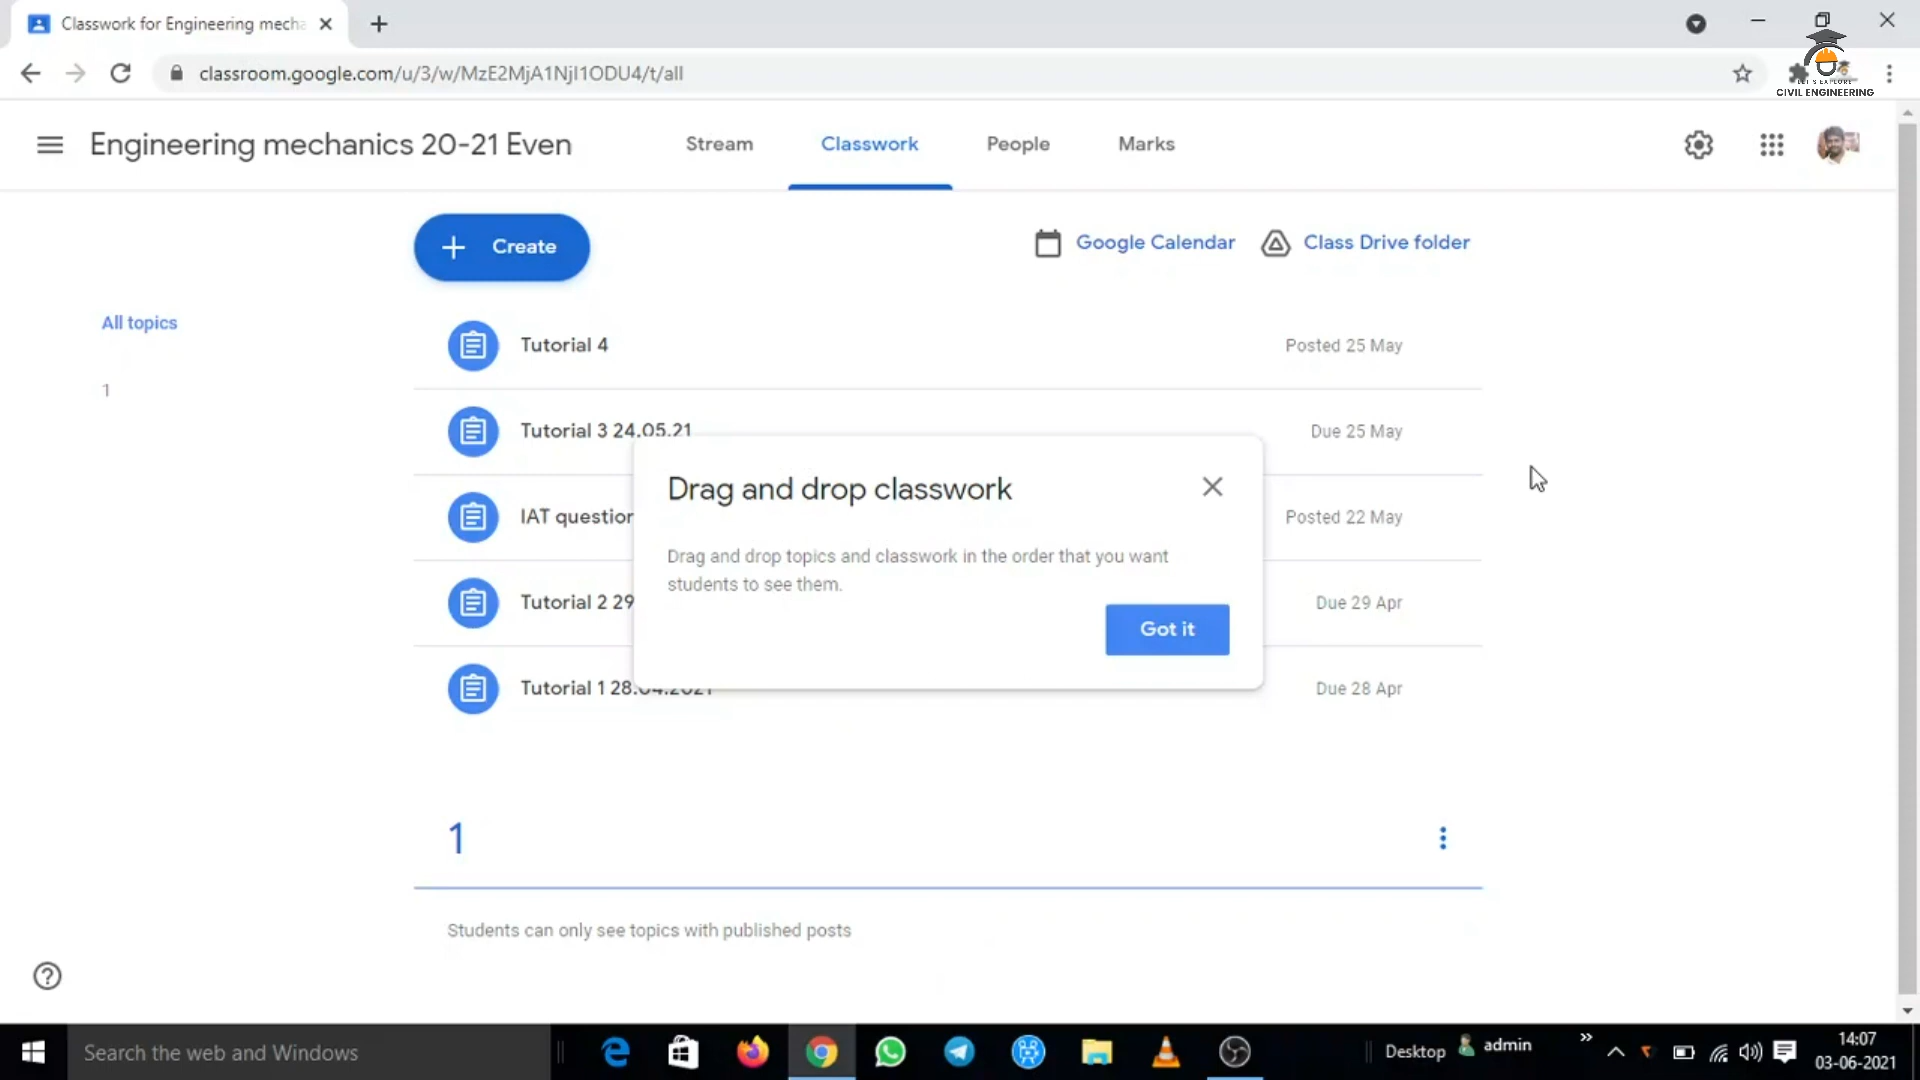 Classwork for Engineering mecha
classroom.google.com/u/3/w/MzE2MjA1NjI1ODU4/t/all
LET'S EXPLORE
CIVIL ENGINEERING
Engineering mechanics 20-21 Even
Stream
Classwork
People
Marks
Create
Google Calendar
Class Drive folder
All topics
1
Tutorial 4
Posted 25 May
Tutorial 3 24.05.21
Due 25 May
IAT question
Posted 22 May
Tutorial 2 29
Due 29 Apr
Tutorial 1 28.04.2021
Due 28 Apr
Drag and drop classwork
Drag and drop topics and classwork in the order that you want
students to see them.
Got it
1
Students can only see topics with published posts
Search the web and Windows
Desktop
admin
14:07
03-06-2021